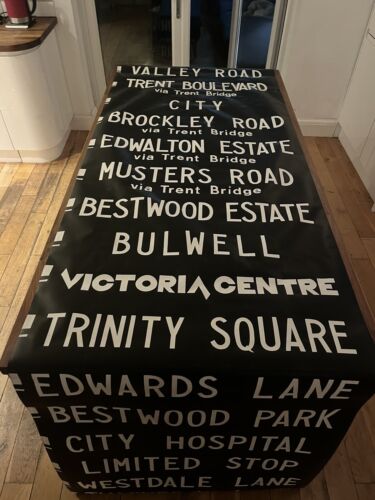 VALLEY ROAD
TRENT BOULEVARD
via Trent Bridge
CITY
BROCKLEY ROAD
via Trent Bridge
EDWALTON ESTATE
via Trent Bridge
MUSTERS ROAD
via Trent Bridge
BESTWOOD ESTATE
BULWELL
VICTORIA CENTRE
TRINITY SQUARE
EDWARDS LANE
BESTWOOD PARK
CITY HOSPITAL
LIMITED STOP
WESTDALE LANE